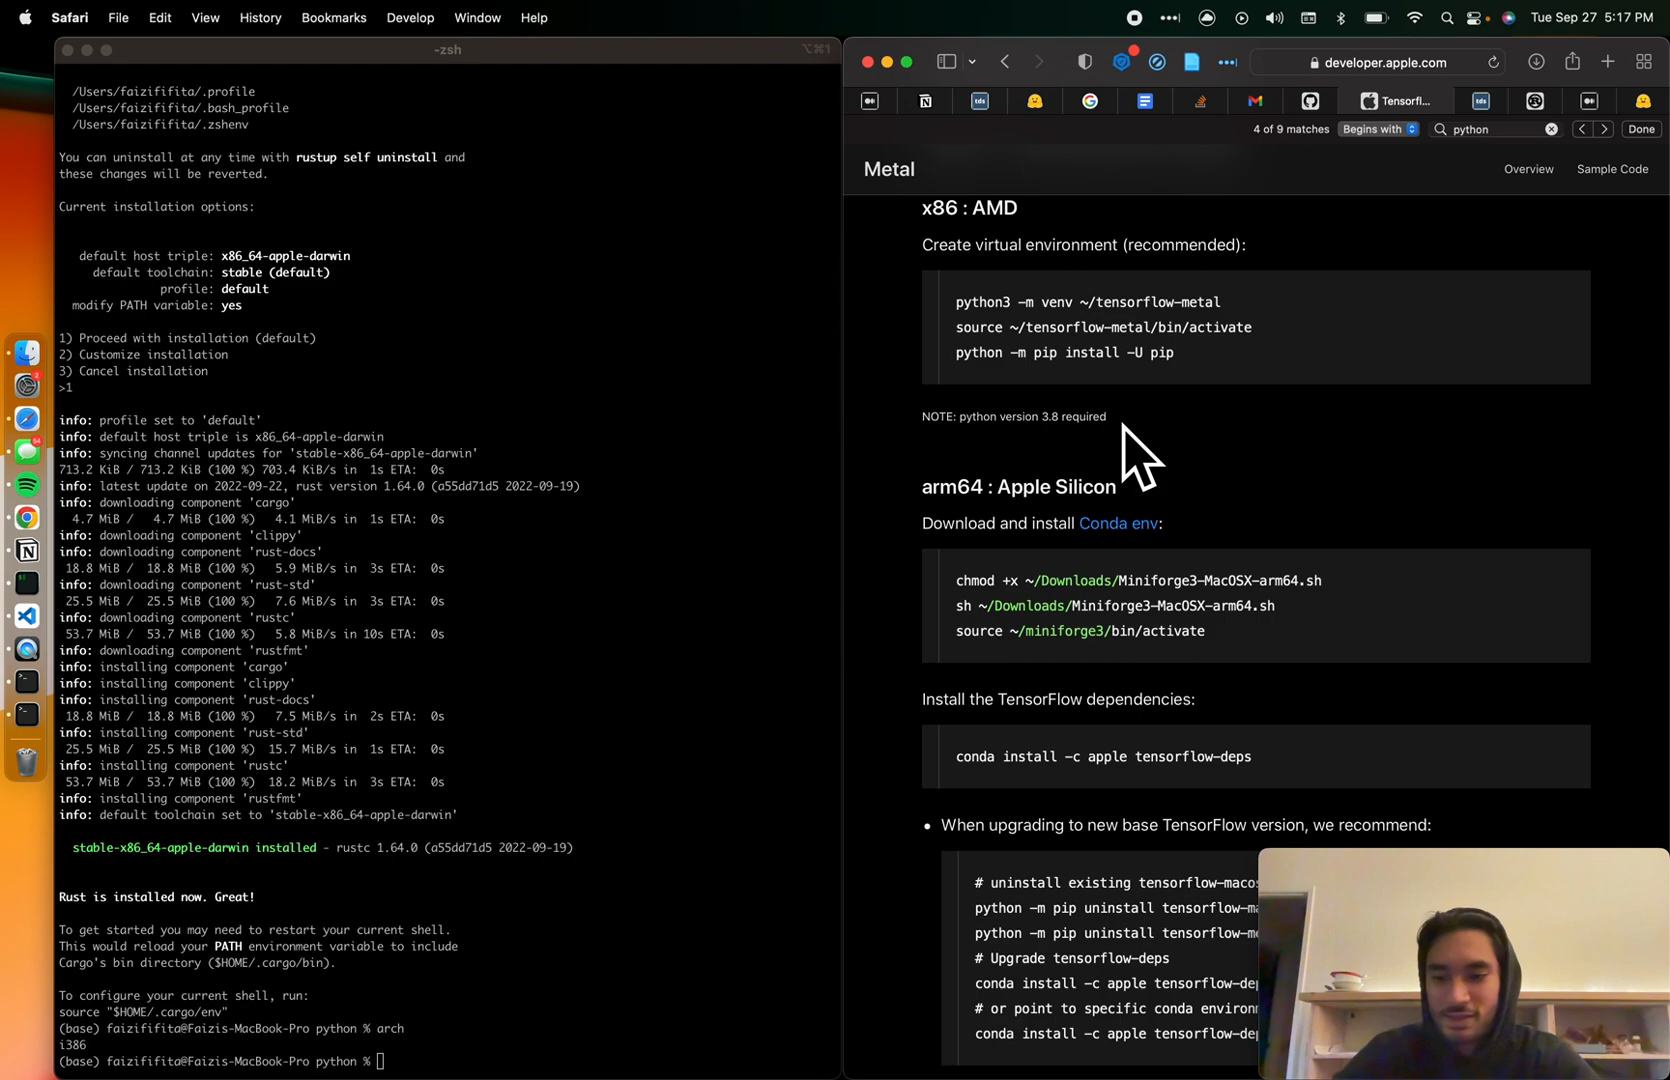 Safari File Edit View History Bookmarks Develop Window Help
Tue Sep 27 5:17 PM
-zsh
⌥⌘1
/Users/faizififita/.profile
/Users/faizififita/.bash_profile
/Users/faizififita/.zshenv
You can uninstall at any time with rustup self uninstall and
these changes will be reverted.
Current installation options:
default host triple: x86_64-apple-darwin
default toolchain: stable (default)
profile: default
modify PATH variable: yes
1) Proceed with installation (default)
2) Customize installation
3) Cancel installation
>1
info: profile set to 'default'
info: default host triple is x86_64-apple-darwin
info: syncing channel updates for 'stable-x86_64-apple-darwin'
713.2 KiB / 713.2 KiB (100 %) 703.4 KiB/s in 1s ETA: 0s
info: latest update on 2022-09-22, rust version 1.64.0 (a55dd71d5 2022-09-19)
info: downloading component 'cargo'
4.7 MiB / 4.7 MiB (100 %) 4.1 MiB/s in 1s ETA: 0s
info: downloading component 'clippy'
info: downloading component 'rust-docs'
18.8 MiB / 18.8 MiB (100 %) 5.9 MiB/s in 3s ETA: 0s
info: downloading component 'rust-std'
25.5 MiB / 25.5 MiB (100 %) 7.6 MiB/s in 3s ETA: 0s
info: downloading component 'rustc'
53.7 MiB / 53.7 MiB (100 %) 5.8 MiB/s in 10s ETA: 0s
info: downloading component 'rustfmt'
info: installing component 'cargo'
info: installing component 'clippy'
info: installing component 'rust-docs'
18.8 MiB / 18.8 MiB (100 %) 7.5 MiB/s in 2s ETA: 0s
info: installing component 'rust-std'
25.5 MiB / 25.5 MiB (100 %) 15.7 MiB/s in 1s ETA: 0s
info: installing component 'rustc'
53.7 MiB / 53.7 MiB (100 %) 18.2 MiB/s in 3s ETA: 0s
info: installing component 'rustfmt'
info: default toolchain set to 'stable-x86_64-apple-darwin'
stable-x86_64-apple-darwin installed - rustc 1.64.0 (a55dd71d5 2022-09-19)
Rust is installed now. Great!
To get started you may need to restart your current shell.
This would reload your PATH environment variable to include
Cargo's bin directory ($HOME/.cargo/bin).
To configure your current shell, run:
source "$HOME/.cargo/env"
(base) faizififita@Faizis-MacBook-Pro python % arch
i386
(base) faizififita@Faizis-MacBook-Pro python %
developer.apple.com
tds
Tensorfl...
tds
4 of 9 matches Begins with python Done
Metal
Overview Sample Code
x86 : AMD
Create virtual environment (recommended):
python3 -m venv ~/tensorflow-metal
source ~/tensorflow-metal/bin/activate
python -m pip install -U pip
NOTE: python version 3.8 required
arm64 : Apple Silicon
Download and install Conda env:
chmod +x ~/Downloads/Miniforge3-MacOSX-arm64.sh
sh ~/Downloads/Miniforge3-MacOSX-arm64.sh
source ~/miniforge3/bin/activate
Install the TensorFlow dependencies:
conda install -c apple tensorflow-deps
• When upgrading to new base TensorFlow version, we recommend:
# uninstall existing tensorflow-macos
python -m pip uninstall tensorflow-ma
python -m pip uninstall tensorflow-me
# Upgrade tensorflow-deps
conda install -c apple tensorflow-dep
# or point to specific conda environm
conda install -c apple tensorflow-dep